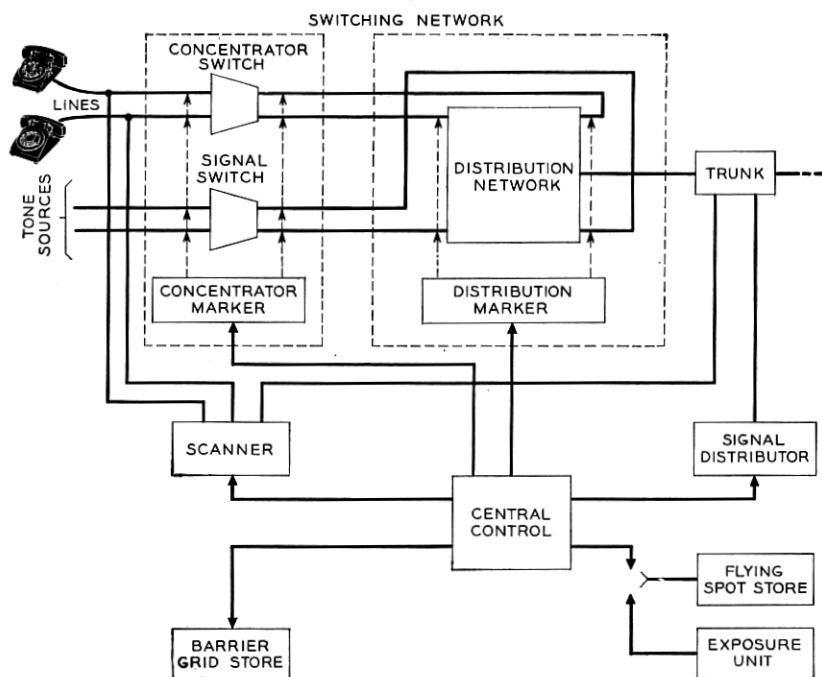 SWITCHING NETWORK
CONCENTRATOR
SWITCH
LINES
SIGNAL
SWITCH
DISTRIBUTION
NETWORK
TRUNK
TONE
SOURCES
CONCENTRATOR
MARKER
DISTRIBUTION
MARKER
SCANNER
SIGNAL
DISTRIBUTOR
CENTRAL
CONTROL
FLYING
SPOT STORE
BARRIER
GRID STORE
EXPOSURE
UNIT